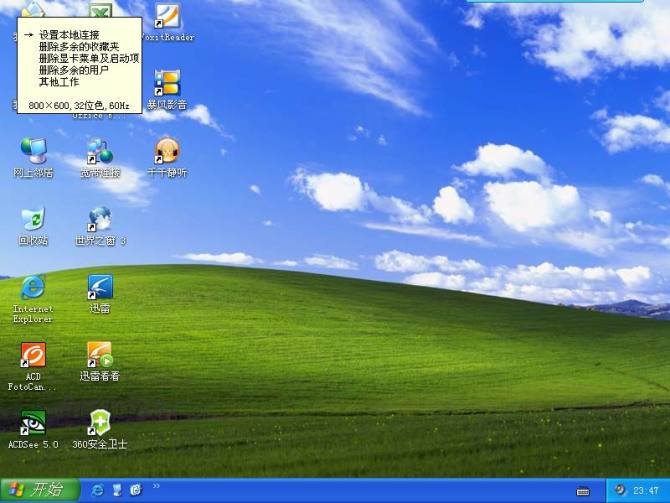 → 设置本地连接
删除多余的收藏夹
删除显卡菜单及启动项
删除多余的用户
其他工作
800×600,32位色,60Hz
FoxitReader
暴风影音
网上邻居
宽带连接
千千静听
回收站
世界之窗 3
Internet Explorer
迅雷
ACD FotoCan...
迅雷看看
ACDSee 5.0
360安全卫士
开始
»
23:47